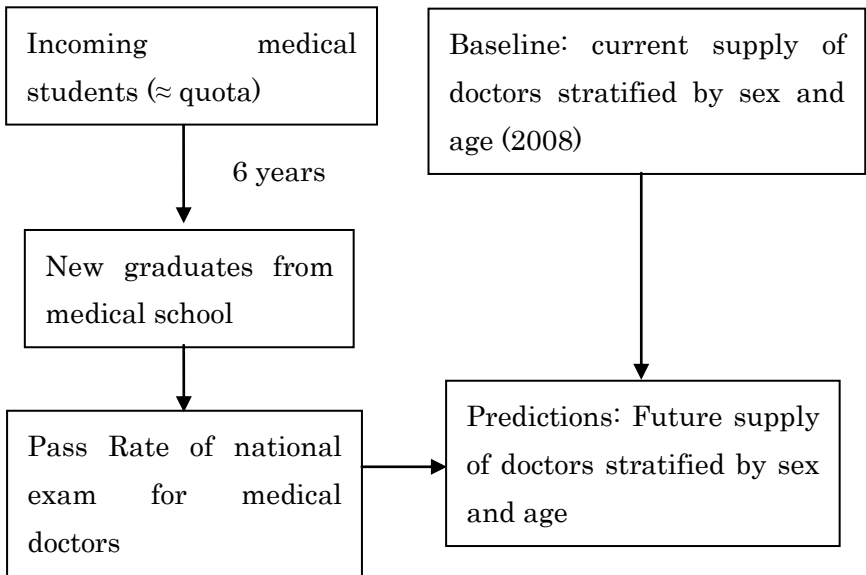 Incoming medical
students (≈ quota)
6 years
New graduates from
medical school
Pass Rate of national
exam for medical
doctors
Baseline: current supply of
doctors stratified by sex and
age (2008)
Predictions: Future supply
of doctors stratified by sex
and age